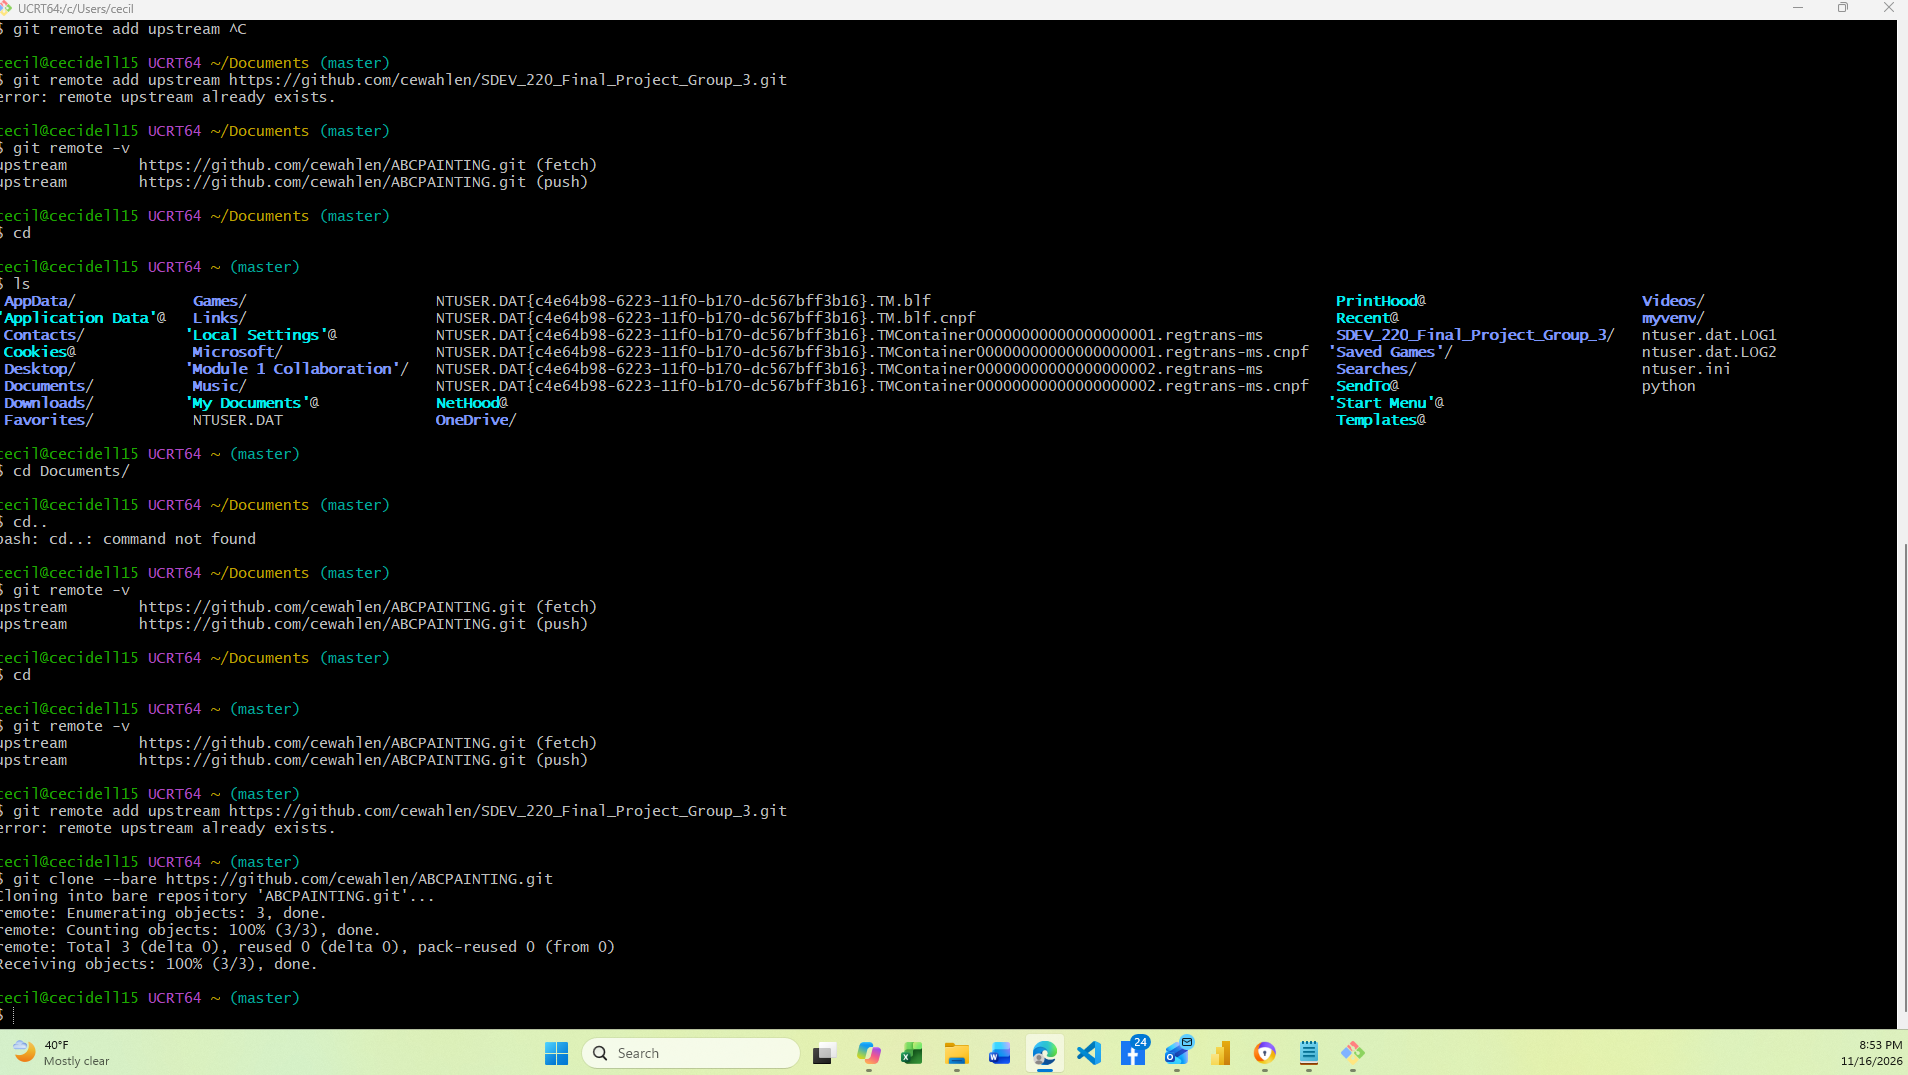 UCRT64:/c/Users/cecil
$ git remote add upstream ^C
cecil@cecidell15 UCRT64 ~/Documents (master)
$ git remote add upstream https://github.com/cewahlen/SDEV_220_Final_Project_Group_3.git
error: remote upstream already exists.
cecil@cecidell15 UCRT64 ~/Documents (master)
$ git remote -v
upstream https://github.com/cewahlen/ABCPAINTING.git (fetch)
upstream https://github.com/cewahlen/ABCPAINTING.git (push)
cecil@cecidell15 UCRT64 ~/Documents (master)
$ cd
cecil@cecidell15 UCRT64 ~ (master)
$ ls
AppData/ Games/ NTUSER.DAT{c4e64b98-6223-11f0-b170-dc567bff3b16}.TM.blf PrintHood@ Videos/
'Application Data'@ Links/ NTUSER.DAT{c4e64b98-6223-11f0-b170-dc567bff3b16}.TM.blf.cnpf Recent@ myvenv/
Contacts/ 'Local Settings'@ NTUSER.DAT{c4e64b98-6223-11f0-b170-dc567bff3b16}.TMContainer00000000000000000001.regtrans-ms SDEV_220_Final_Project_Group_3/ ntuser.dat.LOG1
Cookies@ Microsoft/ NTUSER.DAT{c4e64b98-6223-11f0-b170-dc567bff3b16}.TMContainer00000000000000000001.regtrans-ms.cnpf 'Saved Games'/ ntuser.dat.LOG2
Desktop/ 'Module 1 Collaboration'/ NTUSER.DAT{c4e64b98-6223-11f0-b170-dc567bff3b16}.TMContainer00000000000000000002.regtrans-ms Searches/ ntuser.ini
Documents/ Music/ NTUSER.DAT{c4e64b98-6223-11f0-b170-dc567bff3b16}.TMContainer00000000000000000002.regtrans-ms.cnpf SendTo@ python
Downloads/ 'My Documents'@ NetHood@ 'Start Menu'@
Favorites/ NTUSER.DAT OneDrive/ Templates@
cecil@cecidell15 UCRT64 ~ (master)
$ cd Documents/
cecil@cecidell15 UCRT64 ~/Documents (master)
$ cd..
bash: cd..: command not found
cecil@cecidell15 UCRT64 ~/Documents (master)
$ git remote -v
upstream https://github.com/cewahlen/ABCPAINTING.git (fetch)
upstream https://github.com/cewahlen/ABCPAINTING.git (push)
cecil@cecidell15 UCRT64 ~/Documents (master)
$ cd
cecil@cecidell15 UCRT64 ~ (master)
$ git remote -v
upstream https://github.com/cewahlen/ABCPAINTING.git (fetch)
upstream https://github.com/cewahlen/ABCPAINTING.git (push)
cecil@cecidell15 UCRT64 ~ (master)
$ git remote add upstream https://github.com/cewahlen/SDEV_220_Final_Project_Group_3.git
error: remote upstream already exists.
cecil@cecidell15 UCRT64 ~ (master)
$ git clone --bare https://github.com/cewahlen/ABCPAINTING.git
Cloning into bare repository 'ABCPAINTING.git'...
remote: Enumerating objects: 3, done.
remote: Counting objects: 100% (3/3), done.
remote: Total 3 (delta 0), reused 0 (delta 0), pack-reused 0 (from 0)
Receiving objects: 100% (3/3), done.
cecil@cecidell15 UCRT64 ~ (master)
$
40°F
Mostly clear
Search
24
8:53 PM
11/16/2026